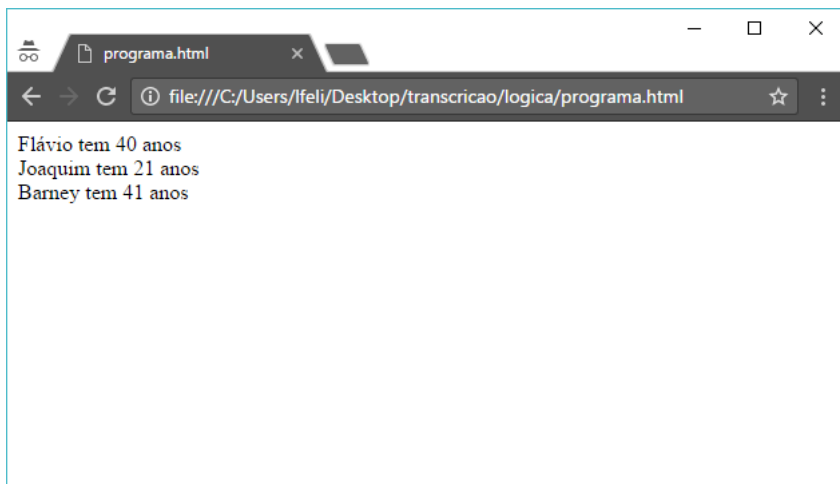 programa.html
file:///C:/Users/lfeli/Desktop/transcricao/logica/programa.html
Flávio tem 40 anos
Joaquim tem 21 anos
Barney tem 41 anos